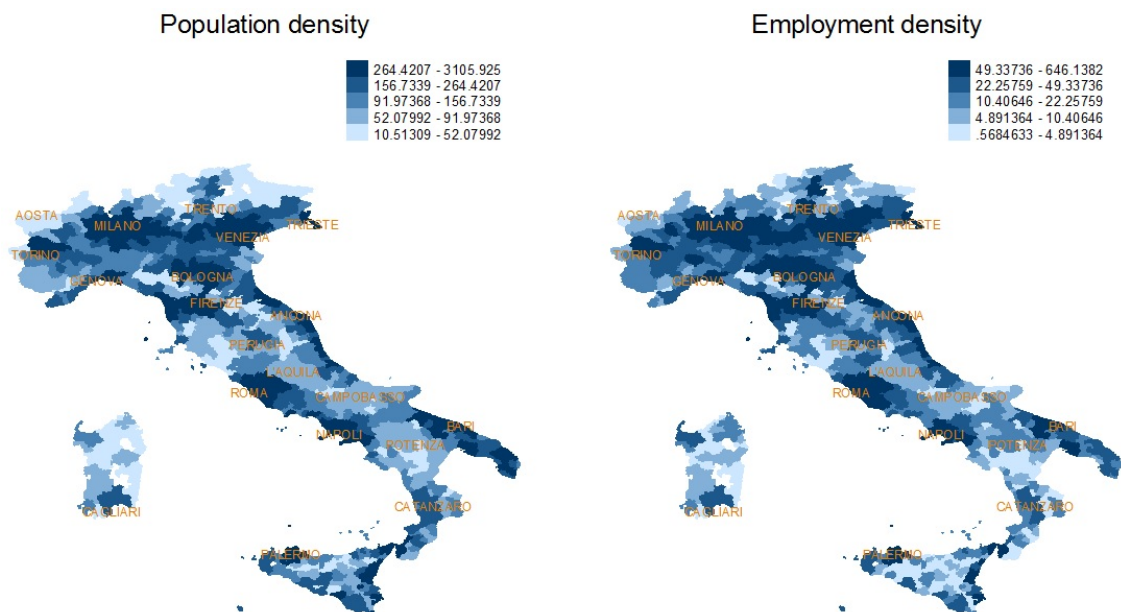 Population density
264.4207 - 3105.925
156.7339 - 264.4207
91.97368 - 156.7339
52.07992 - 91.97368
10.51309 - 52.07992
AOSTA
TRENTO
MILANO
TRIESTE
VENEZIA
TORINO
BOLOGNA
GENOVA
FIRENZE
ANCONA
PERUGIA
L'AQUILA
ROMA
CAMPOBASSO
BARI
NAPOLI
POTENZA
CATANZARO
CAGLIARI
PALERMO
Employment density
49.33736 - 646.1382
22.25759 - 49.33736
10.40646 - 22.25759
4.891364 - 10.40646
.5684633 - 4.891364
AOSTA
TRENTO
MILANO
TRIESTE
VENEZIA
TORINO
BOLOGNA
GENOVA
FIRENZE
ANCONA
PERUGIA
L'AQUILA
ROMA
CAMPOBASSO
BARI
NAPOLI
POTENZA
CATANZARO
CAGLIARI
PALERMO